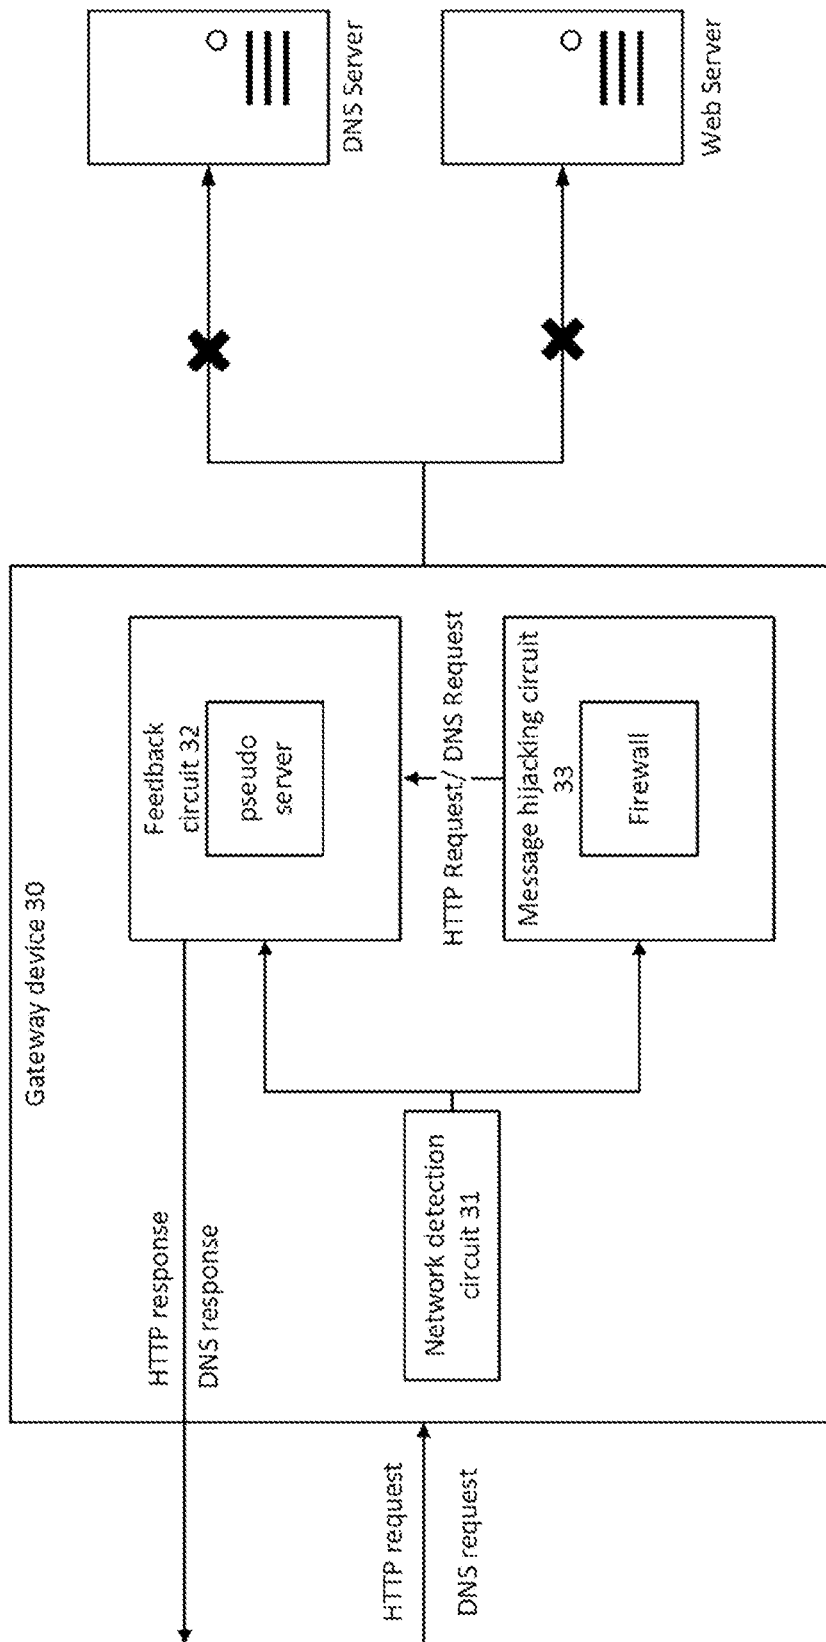 Gateway device 30
HTTP response
DNS response
HTTP request
DNS request
Network detection
circuit 31
Feedback
circuit 32
pseudo
server
HTTP Request/ DNS Request
Message hijacking circuit
33
Firewall
DNS Server
Web Server